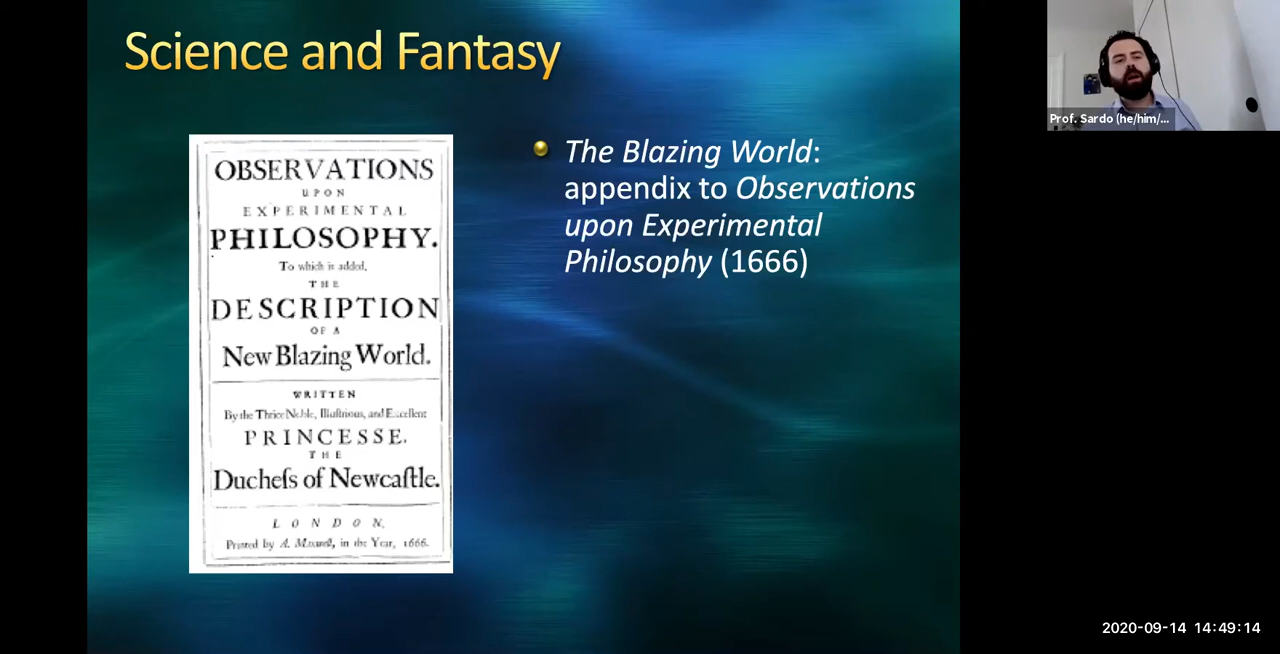 Science and Fantasy
OBSERVATIONS
UPON
EXPERIMENTAL
PHILOSOPHY.
To which is added,
THE
DESCRIPTION
OF A
New Blazing World.
WRITTEN
By the Thrice Noble, Illuſtrious, and Excellent
PRINCESSE,
THE
Ducheſs of Newcaſtle.
LONDON,
Printed by A. Maxwell, in the Year, 1666.
The Blazing World:
appendix to Observations
upon Experimental
Philosophy (1666)
Prof. Sardo (he/him/...
2020-09-14 14:49:14